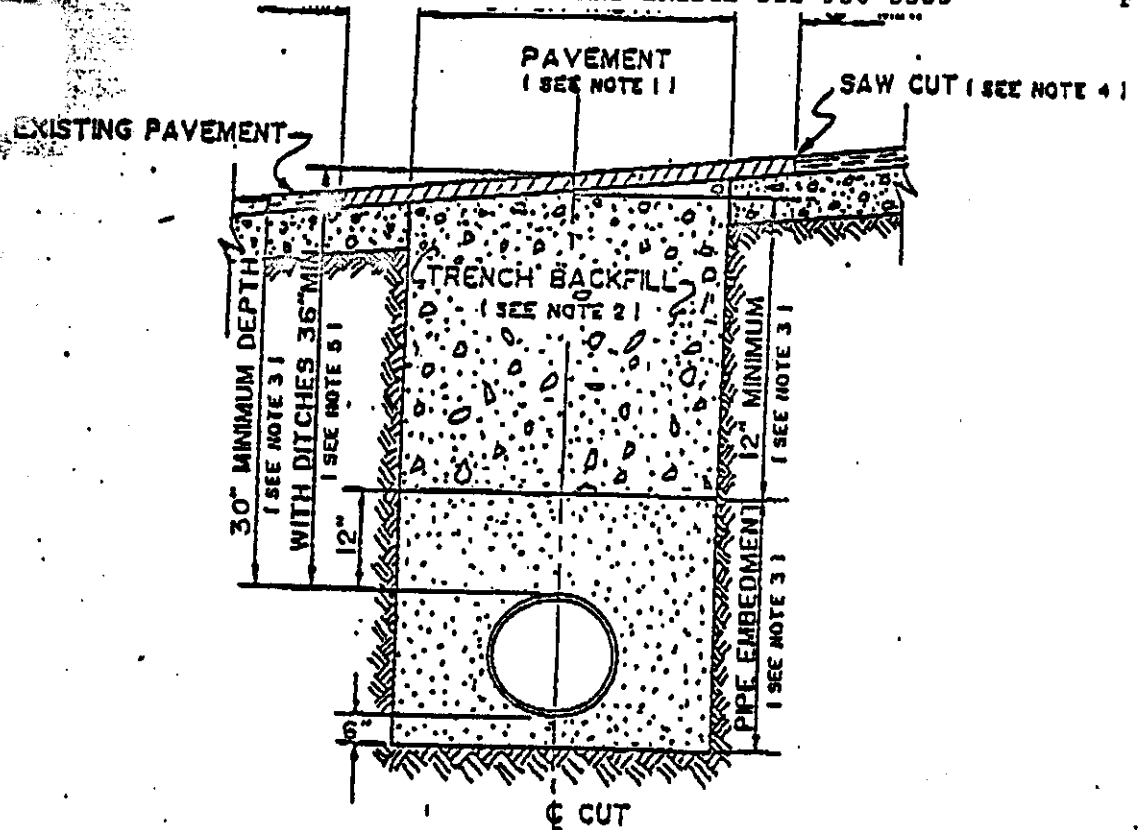 PAVEMENT
( SEE NOTE 1 )
SAW CUT ( SEE NOTE 4 )
EXISTING PAVEMENT
TRENCH BACKFILL
( SEE NOTE 2 )
30" MINIMUM DEPTH
( SEE NOTE 3 )
WITH DITCHES 36" MIN
( SEE NOTE 5 )
12"
12" MINIMUM
( SEE NOTE 3 )
PIPE EMBEDMENT
( SEE NOTE 3 )
6"
℄ CUT